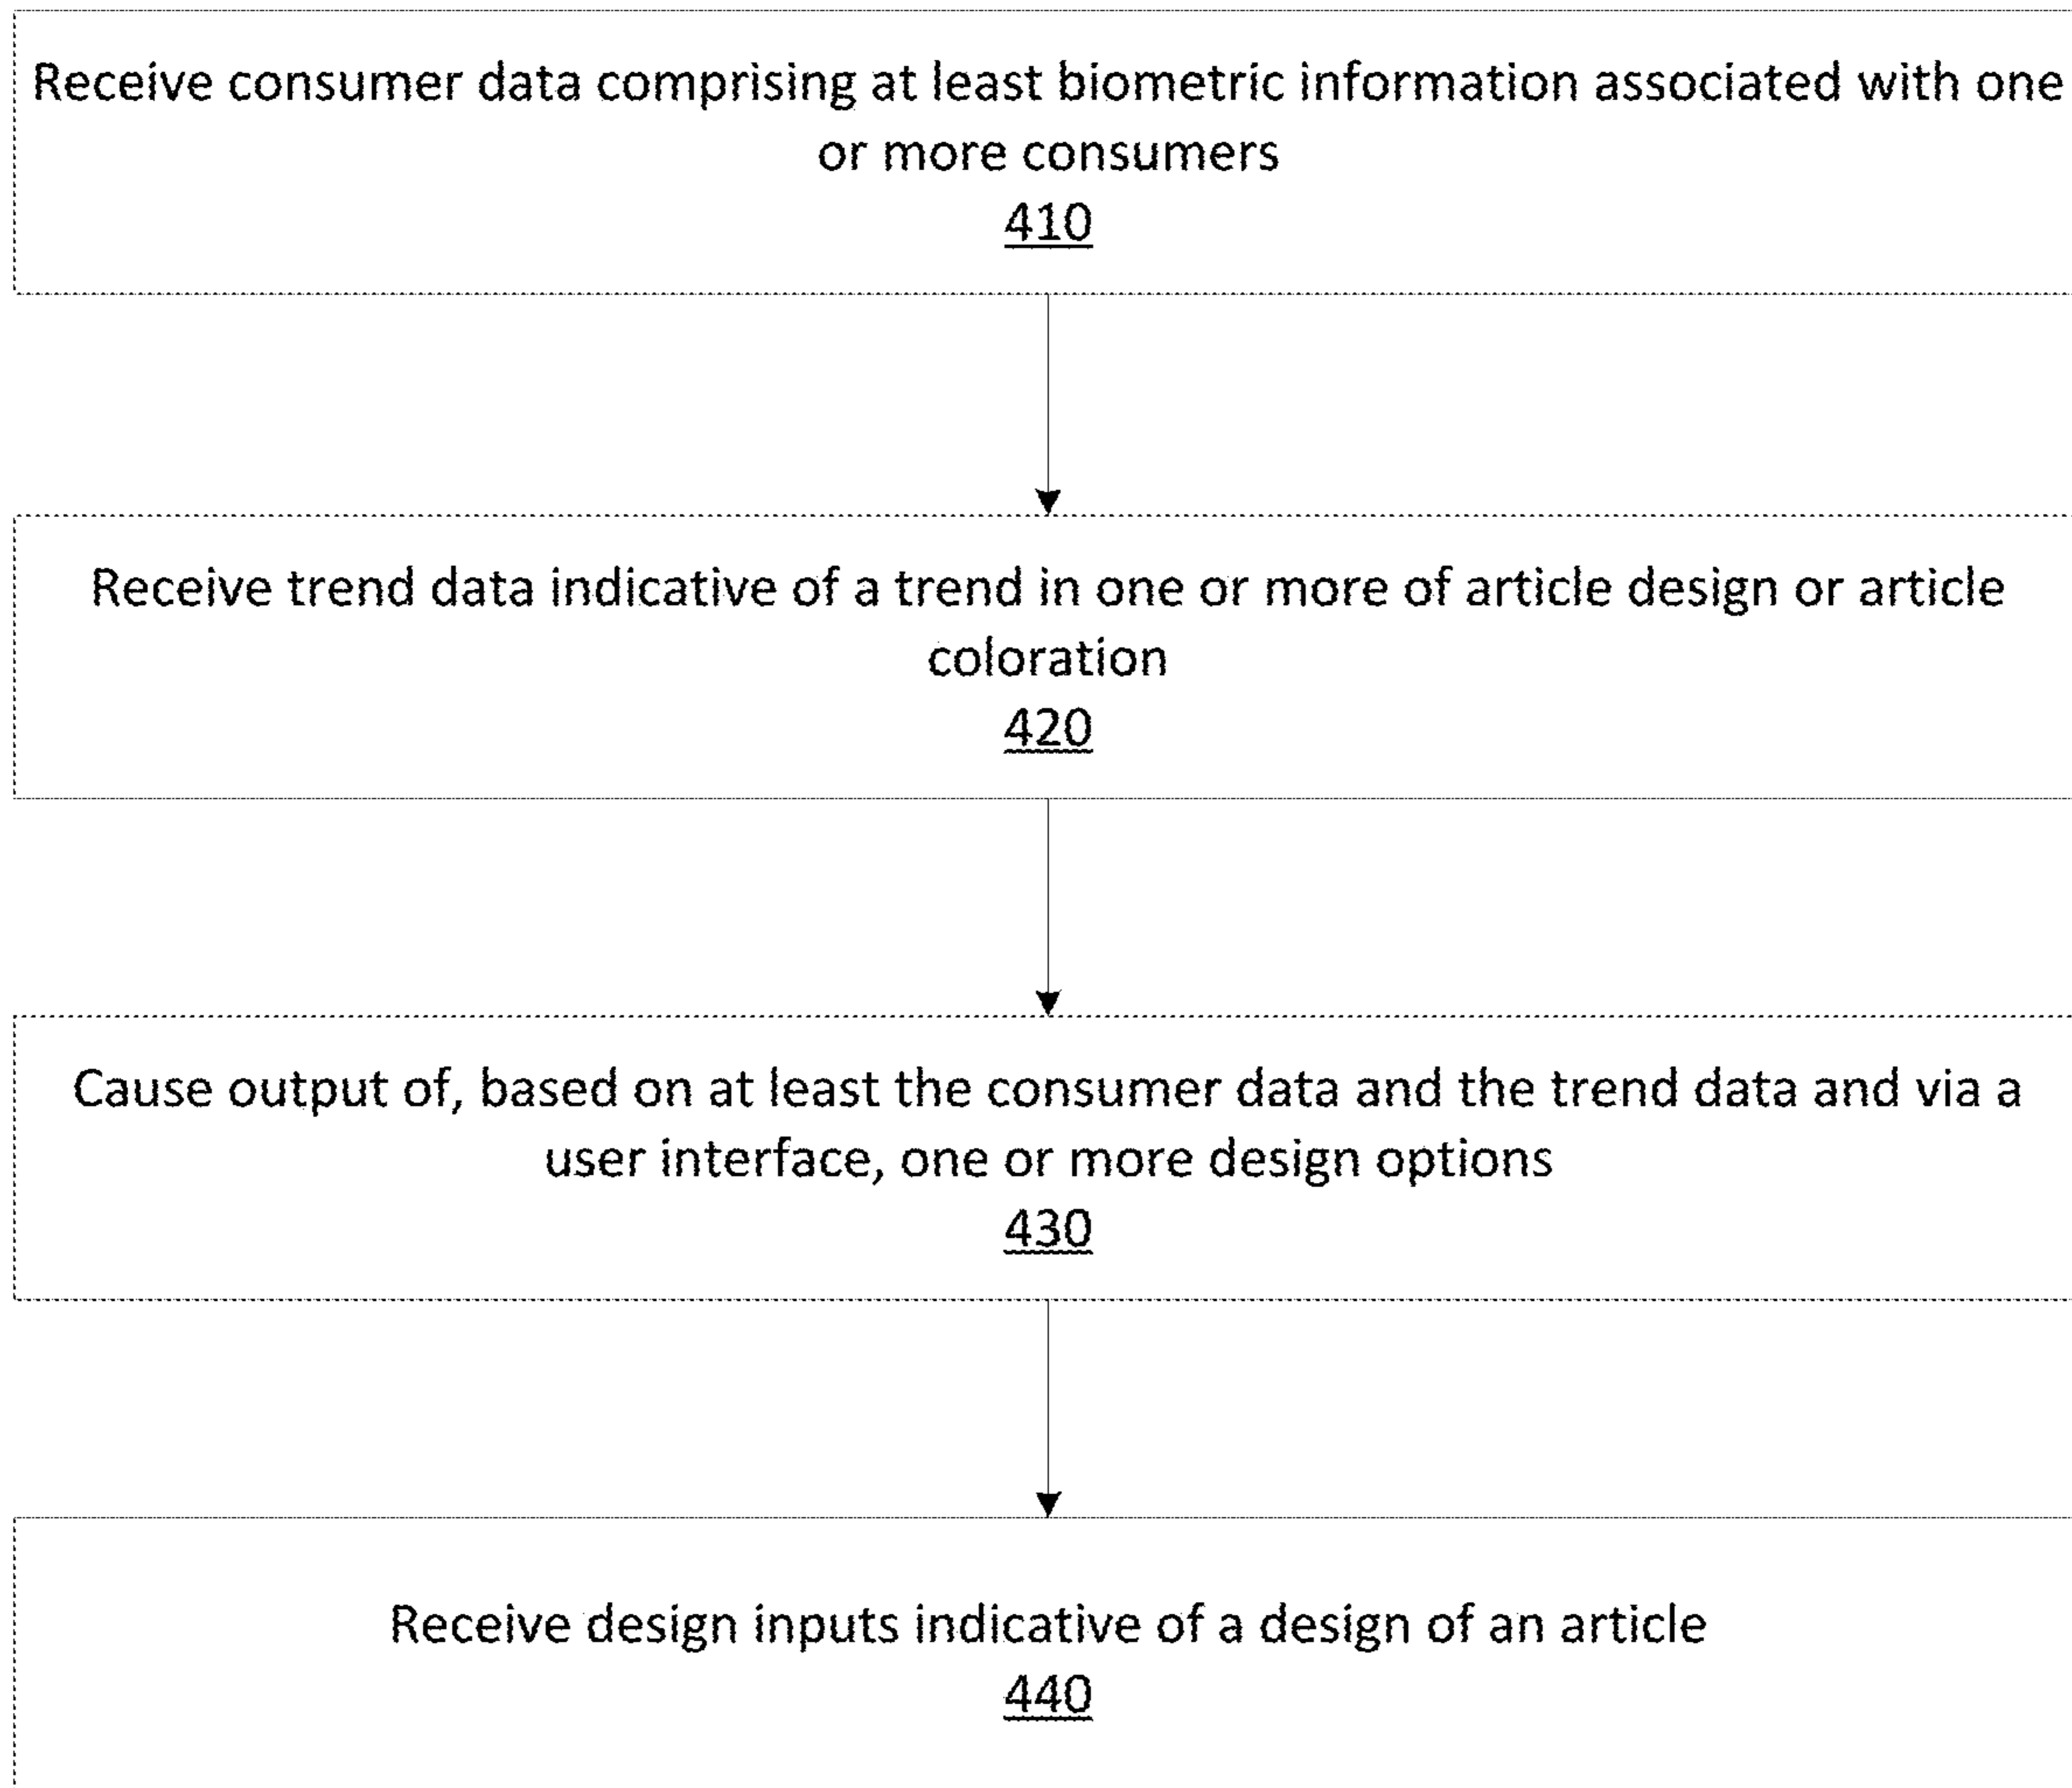 Receive consumer data comprising at least biometric information associated with one
or more consumers
410
Receive trend data indicative of a trend in one or more of article design or article
coloration
420
Cause output of, based on at least the consumer data and the trend data and via a
user interface, one or more design options
430
Receive design inputs indicative of a design of an article
440